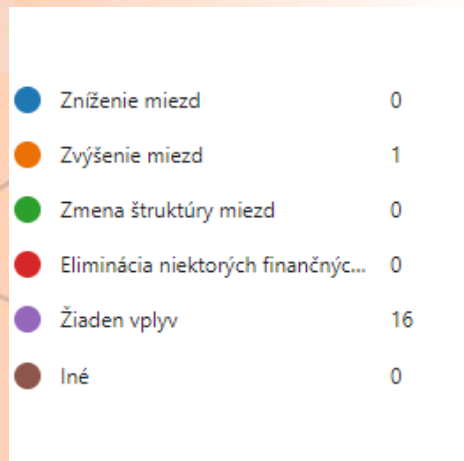 Zníženie miezd 0
Zvýšenie miezd 1
Zmena štruktúry miezd 0
Eliminácia niektorých finančnýc... 0
Žiaden vplyv 16
Iné 0